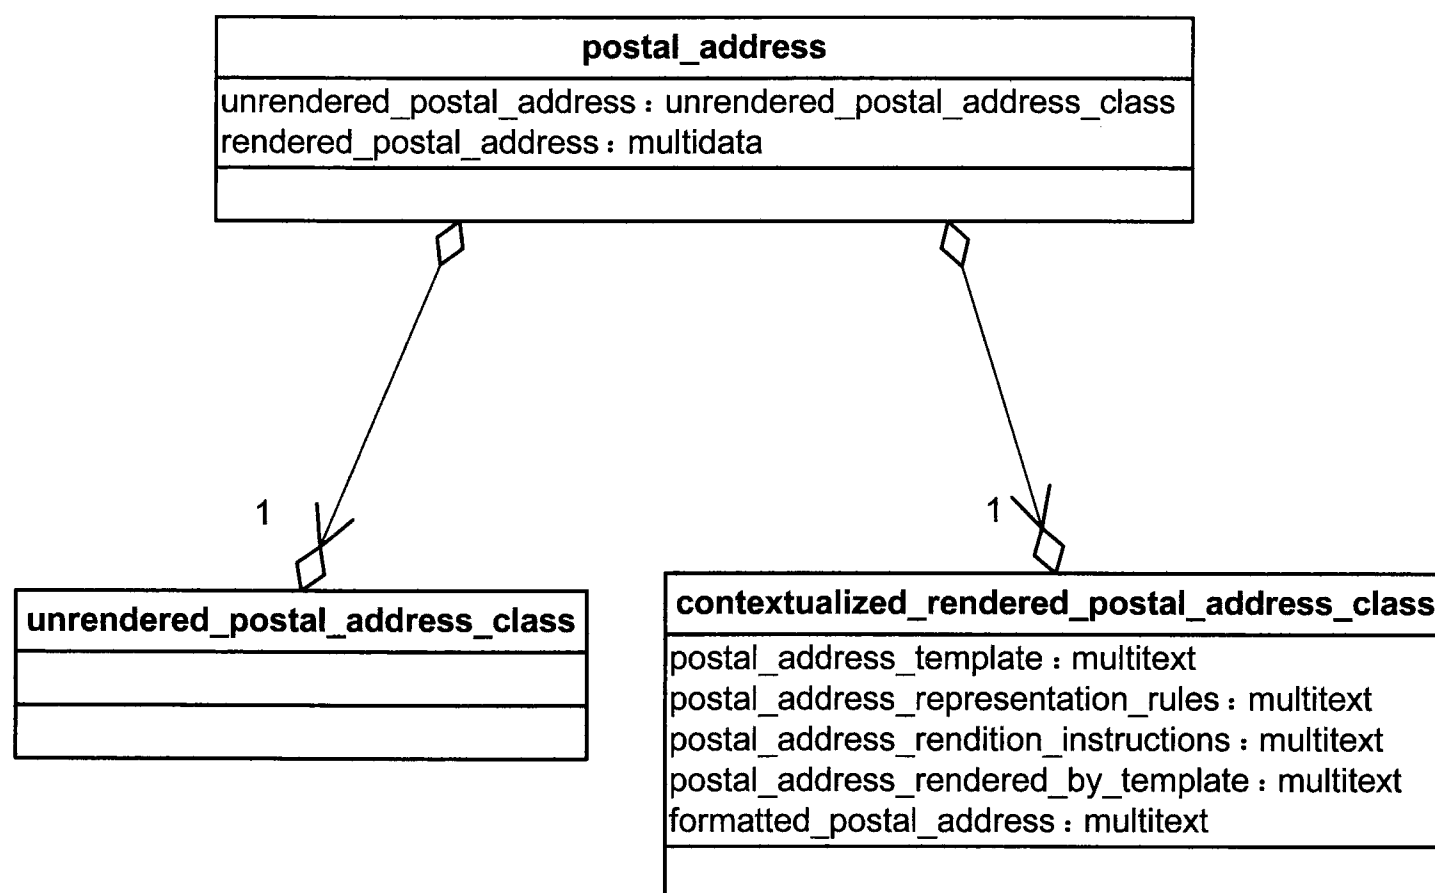 postal_address
unrendered_postal_address : unrendered_postal_address_class
rendered_postal_address : multidata
1
1
unrendered_postal_address_class
contextualized_rendered_postal_address_class
postal_address_template : multitext
postal_address_representation_rules : multitext
postal_address_rendition_instructions : multitext
postal_address_rendered_by_template : multitext
formatted_postal_address : multitext